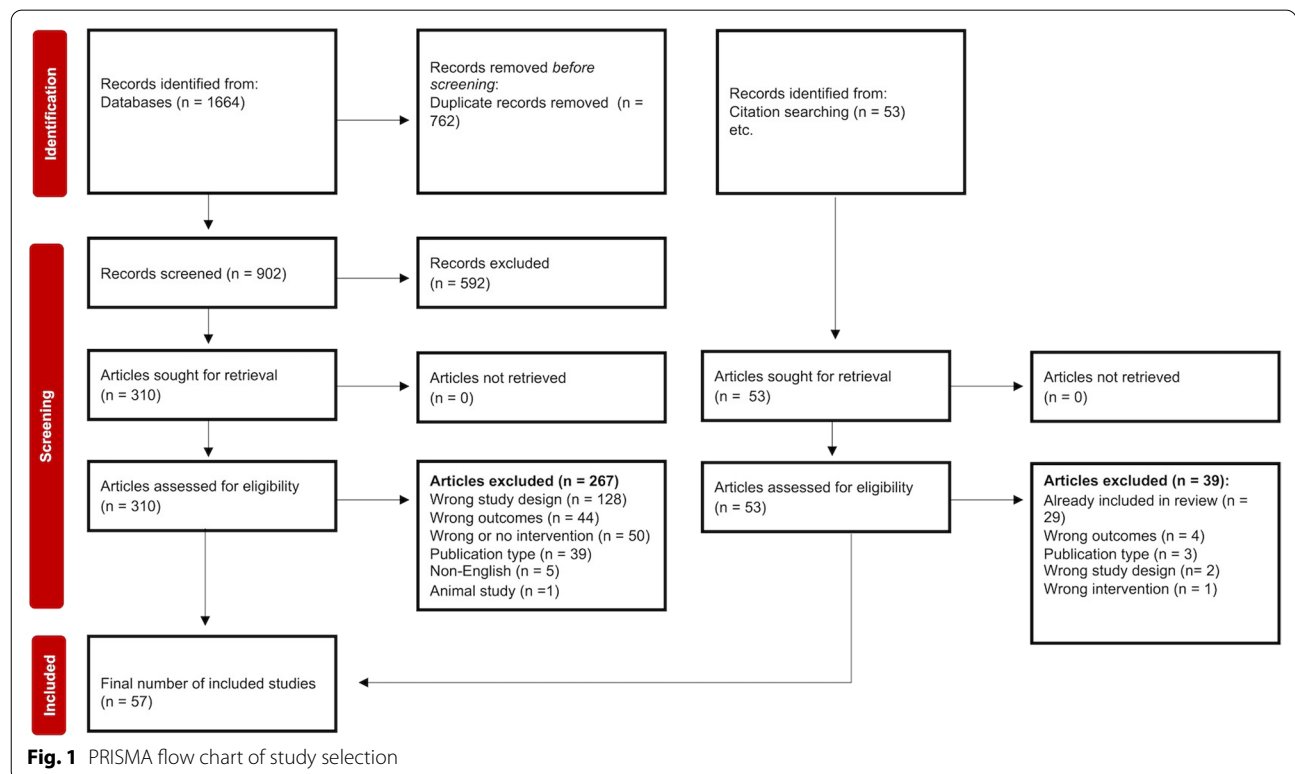 Identification
Records identified from:
Databases (n = 1664)
Records removed before
screening:
Duplicate records removed (n =
762)
Records identified from:
Citation searching (n = 53)
etc.
Screening
Records screened (n = 902)
Records excluded
(n = 592)
Articles sought for retrieval
(n = 310)
Articles not retrieved
(n = 0)
Articles sought for retrieval
(n = 53)
Articles not retrieved
(n = 0)
Articles assessed for eligibility
(n = 310)
Articles excluded (n = 267)
Wrong study design (n = 128)
Wrong outcomes (n = 44)
Wrong or no intervention (n = 50)
Publication type (n = 39)
Non-English (n = 5)
Animal study (n =1)
Articles assessed for eligibility
(n = 53)
Articles excluded (n = 39):
Already included in review (n =
29)
Wrong outcomes (n = 4)
Publication type (n = 3)
Wrong study design (n= 2)
Wrong intervention (n = 1)
Included
Final number of included studies
(n = 57)
Fig. 1 PRISMA flow chart of study selection